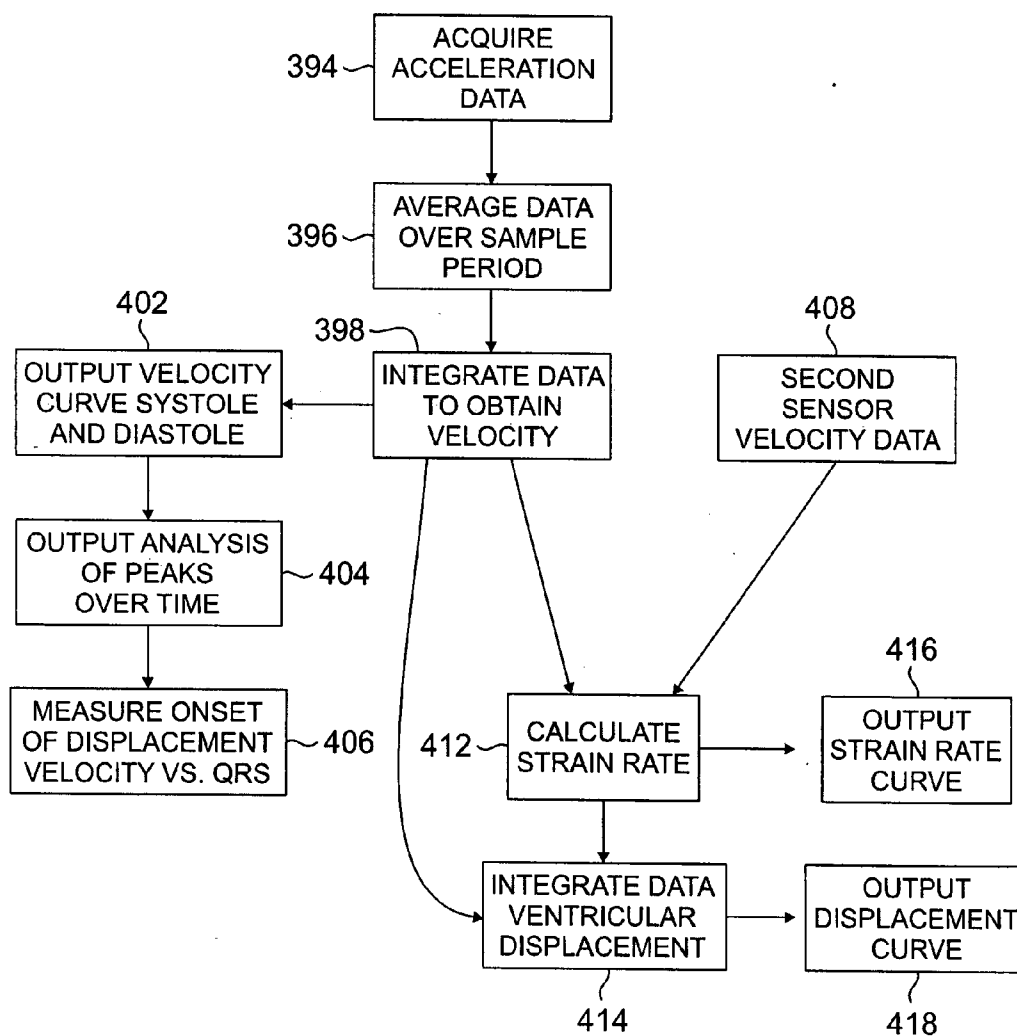 394
ACQUIRE
ACCELERATION
DATA
396
AVERAGE DATA
OVER SAMPLE
PERIOD
402
OUTPUT VELOCITY
CURVE SYSTOLE
AND DIASTOLE
398
INTEGRATE DATA
TO OBTAIN
VELOCITY
408
SECOND
SENSOR
VELOCITY DATA
OUTPUT ANALYSIS
OF PEAKS
OVER TIME
404
MEASURE ONSET
OF DISPLACEMENT
VELOCITY VS. QRS
406
412
CALCULATE
STRAIN RATE
416
OUTPUT
STRAIN RATE
CURVE
INTEGRATE DATA
VENTRICULAR
DISPLACEMENT
414
OUTPUT
DISPLACEMENT
CURVE
418